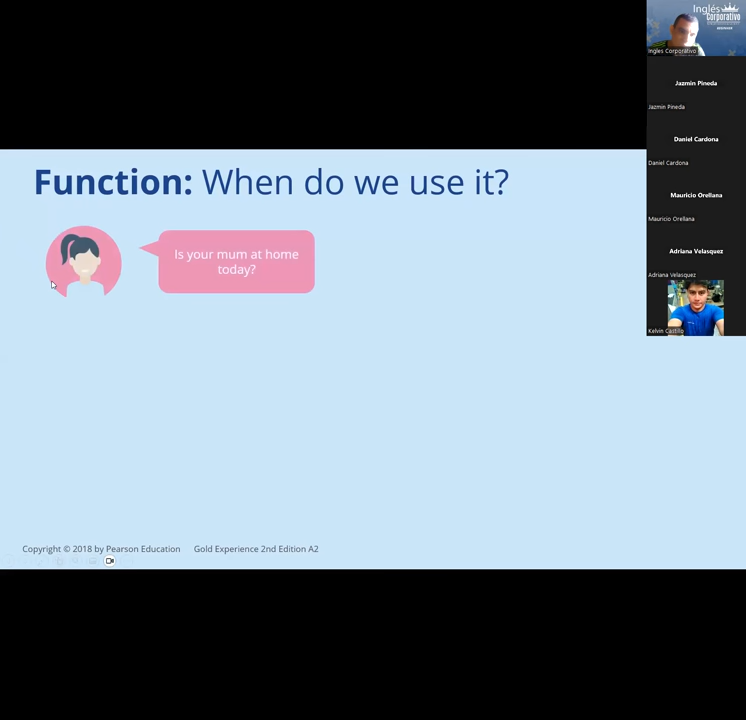 Function: When do we use it?
Is your mum at home
today?
Copyright © 2018 by Pearson Education Gold Experience 2nd Edition A2
Inglés
Corporativo
Ingles Corporativo
Jazmin Pineda
Jazmin Pineda
Daniel Cardona
Daniel Cardona
Mauricio Orellana
Mauricio Orellana
Adriana Velasquez
Adriana Velasquez
Kelvin Castillo